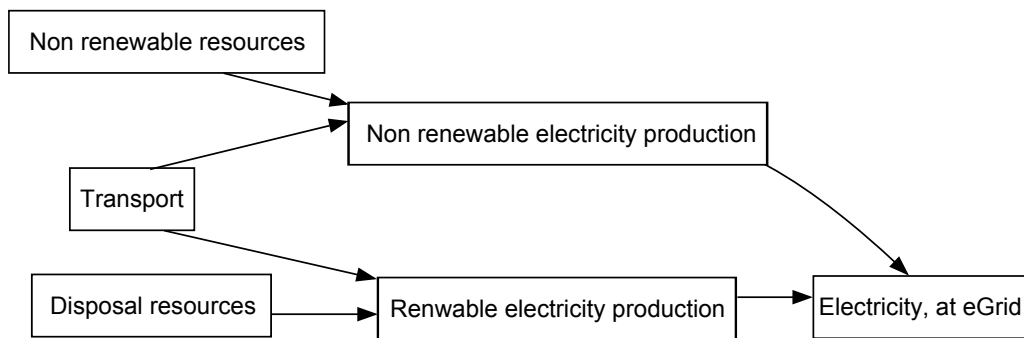 Non renewable resources
Non renewable electricity production
Transport
Disposal resources
Renwable electricity production
Electricity, at eGrid